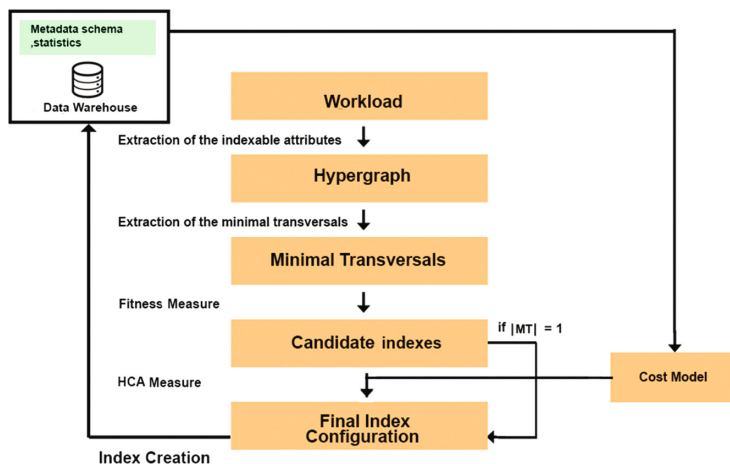 Metadata schema
,statistics
Data Warehouse
Workload
Extraction of the indexable attributes
Hypergraph
Extraction of the minimal transversals
Minimal Transversals
Fitness Measure
Candidate indexes
if |MT| = 1
HCA Measure
Cost Model
Final Index
Configuration
Index Creation